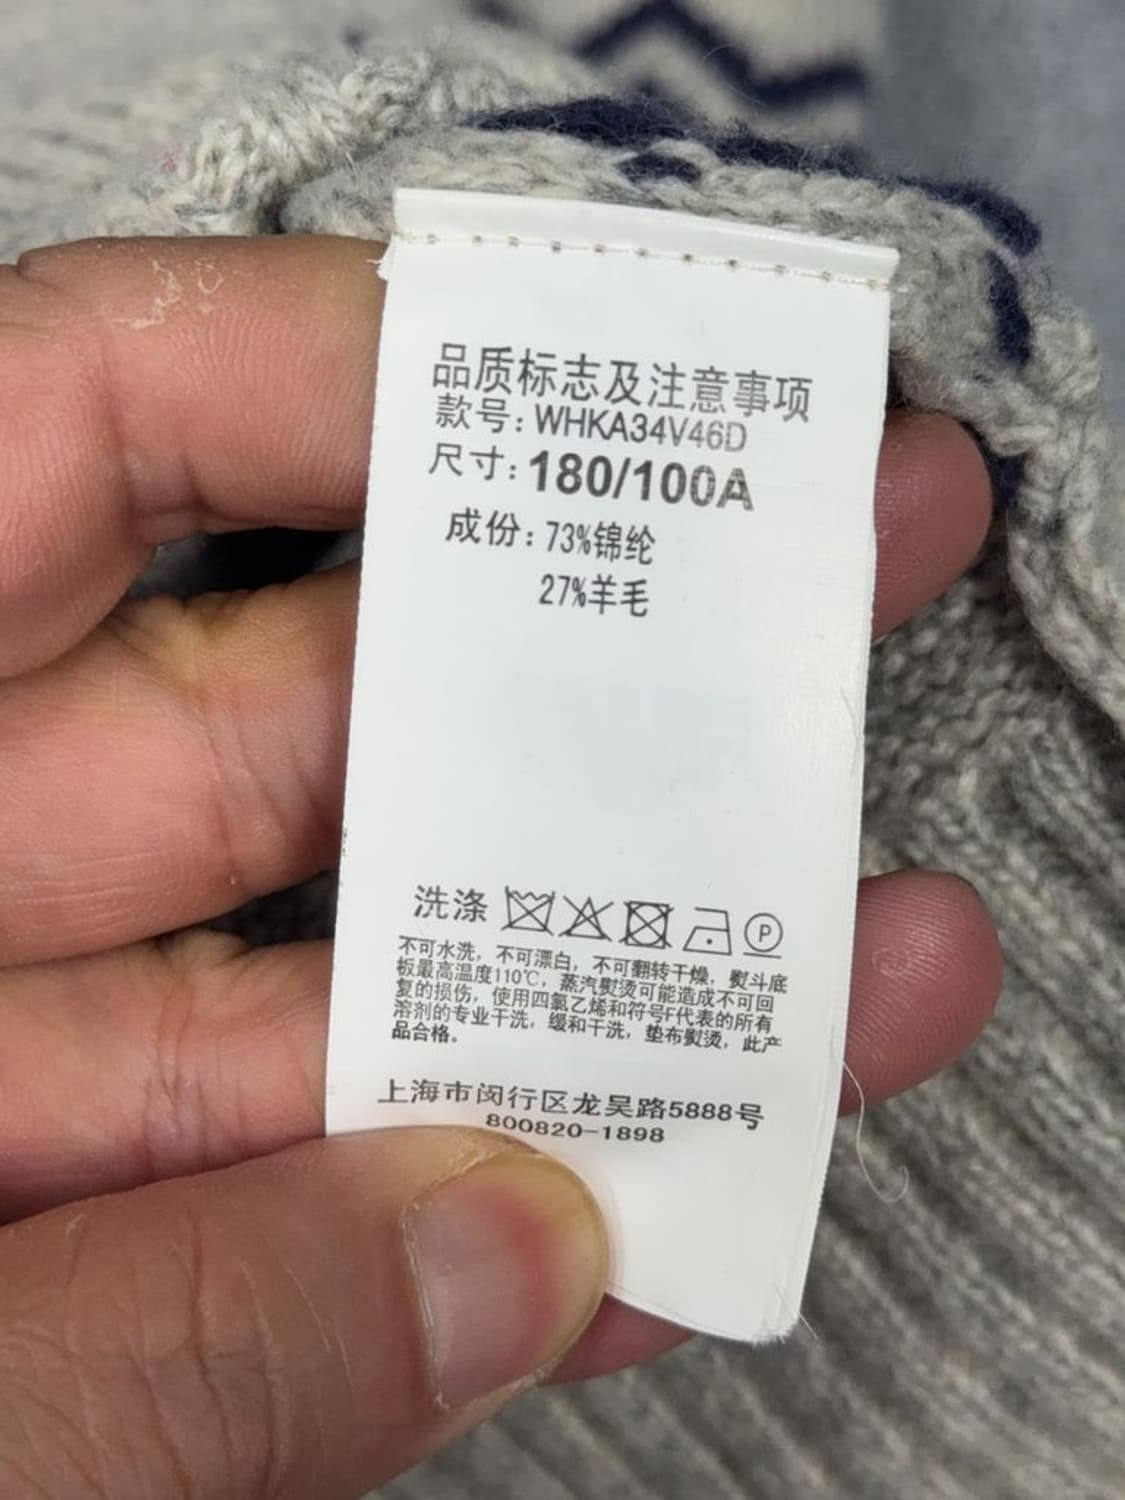 品质标志及注意事项
款号：WHKA34V46D
尺寸：180/100A
成份：73%锦纶
27%羊毛
洗涤
P
不可水洗，不可漂白，不可翻转干燥，熨斗底
板最高温度110℃，蒸汽熨烫可能造成不可回
复的损伤，使用四氯乙烯和符号F代表的所有
溶剂的专业干洗，缓和干洗，垫布熨烫，此产
品合格。
上海市闵行区龙吴路5888号
800820-1898